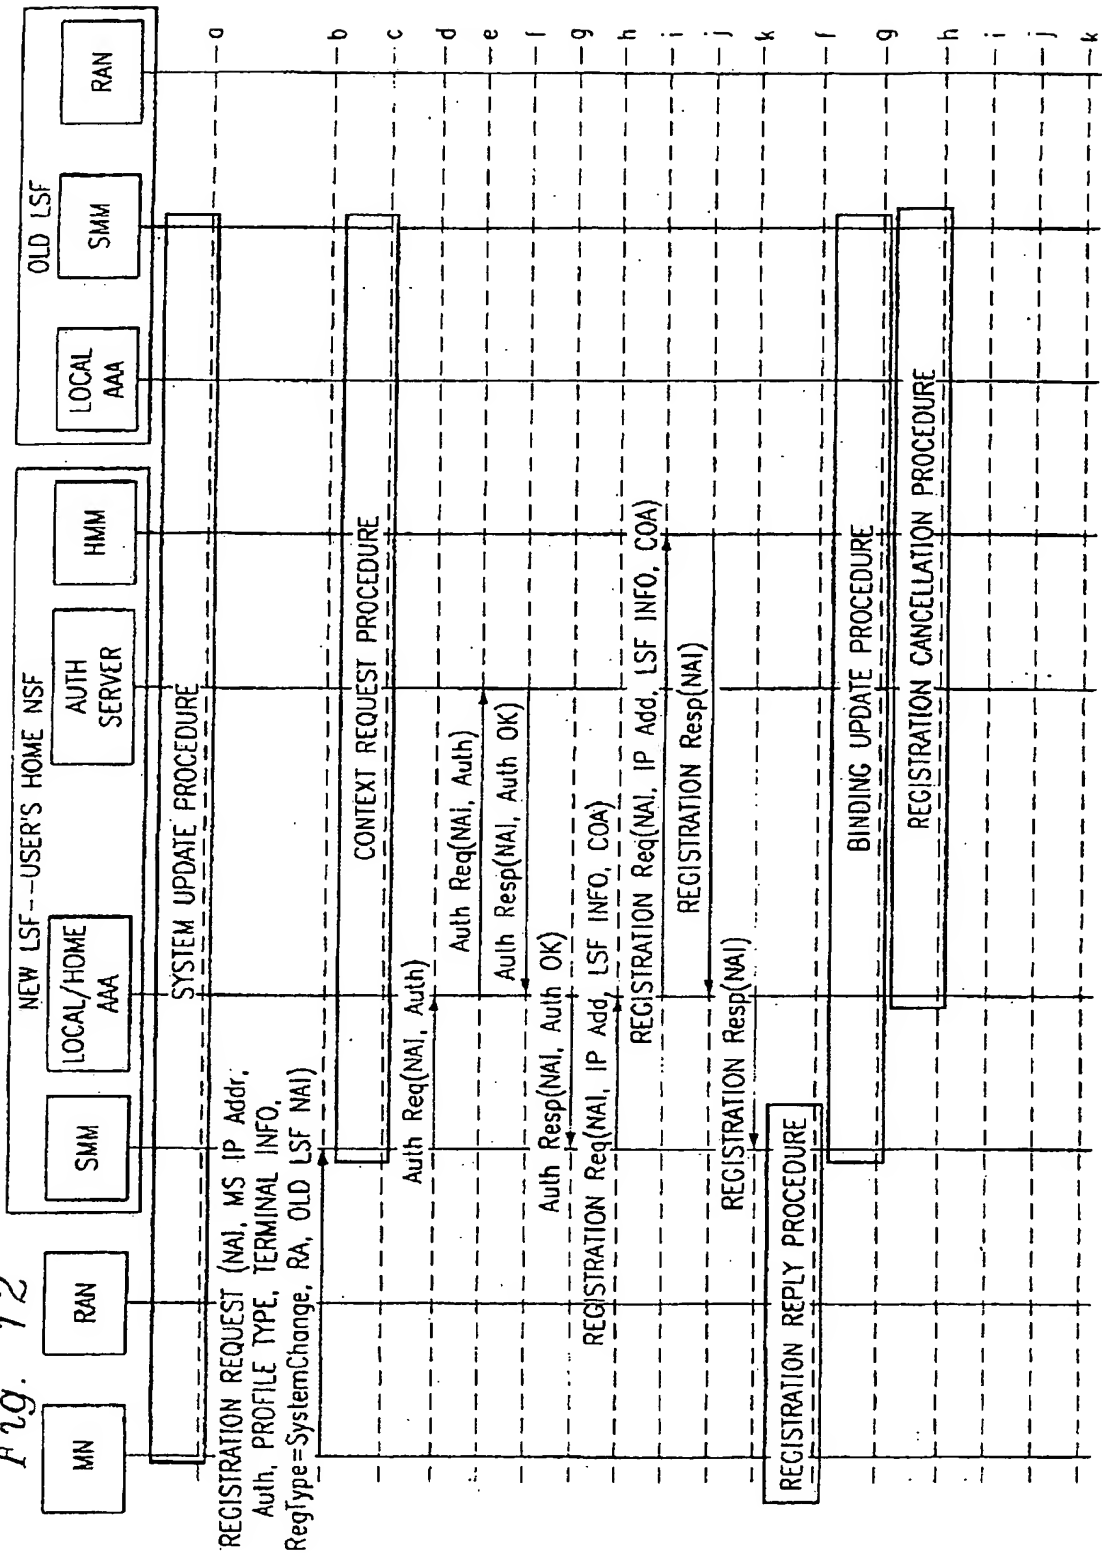 Fig. 12
NEW LSF--USER'S HOME NSF
OLD LSF
MN
RAN
SMM
LOCAL/HOME
AAA
AUTH
SERVER
HMM
LOCAL
AAA
SMM
RAN
SYSTEM UPDATE PROCEDURE
a
REGISTRATION REQUEST (NAI, MS IP Addr,
Auth, PROFILE TYPE, TERMINAL INFO,
RegType=SystemChange, RA, OLD LSF NAI)
b
CONTEXT REQUEST PROCEDURE
c
Auth Req(NAI, Auth)
d
Auth Req(NAI, Auth)
e
Auth Resp(NAI, Auth OK)
f
Auth Resp(NAI, Auth OK)
g
REGISTRATION Req(NAI, IP Add, LSF INFO, COA)
h
REGISTRATION Req(NAI, IP Add, LSF INFO, COA)
i
REGISTRATION Resp(NAI)
j
REGISTRATION Resp(NAI)
k
REGISTRATION REPLY PROCEDURE
f
BINDING UPDATE PROCEDURE
g
REGISTRATION CANCELLATION PROCEDURE
h
i
j
k